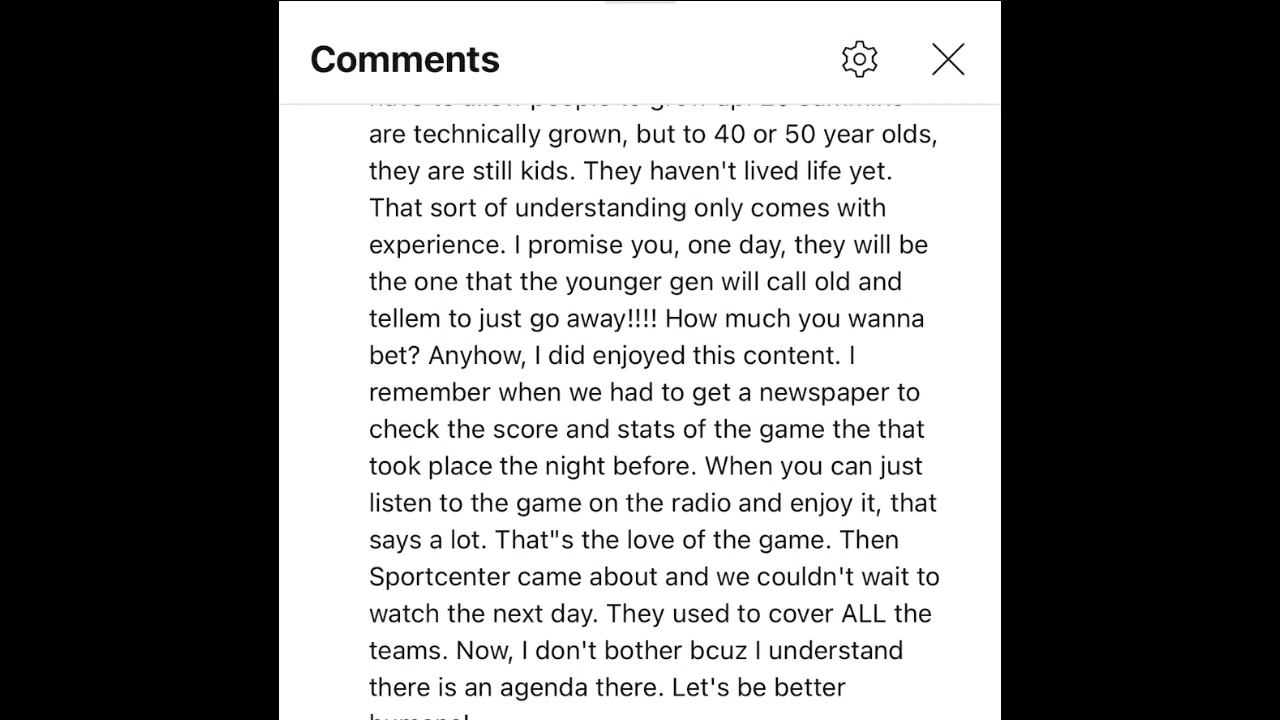 Comments
are technically grown, but to 40 or 50 year olds,
they are still kids. They haven't lived life yet.
That sort of understanding only comes with
experience. I promise you, one day, they will be
the one that the younger gen will call old and
tellem to just go away!!!! How much you wanna
bet? Anyhow, I did enjoyed this content. I
remember when we had to get a newspaper to
check the score and stats of the game the that
took place the night before. When you can just
listen to the game on the radio and enjoy it, that
says a lot. That"s the love of the game. Then
Sportcenter came about and we couldn't wait to
watch the next day. They used to cover ALL the
teams. Now, I don't bother bcuz I understand
there is an agenda there. Let's be better